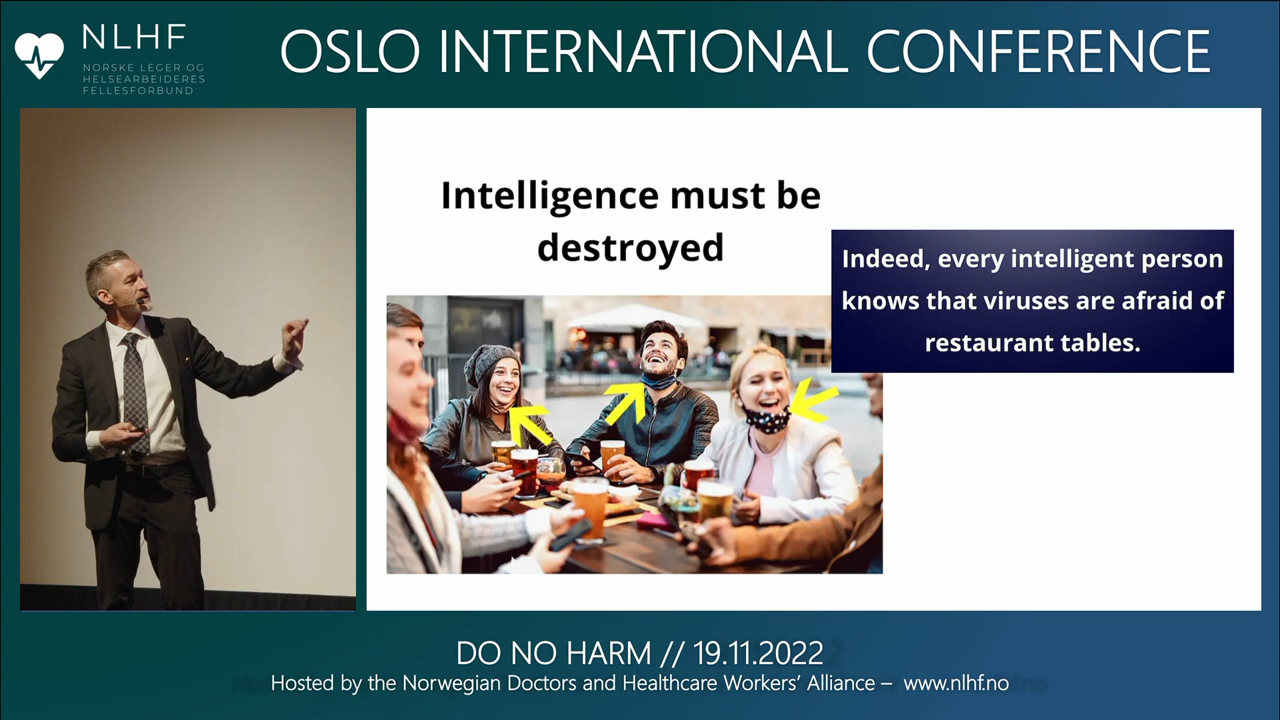 NLHF
NORSKE LEGER OG
HELSEARBEIDERES
FELLESFORBUND
OSLO INTERNATIONAL CONFERENCE
Intelligence must be
destroyed
Indeed, every intelligent person
knows that viruses are afraid of
restaurant tables.
DO NO HARM // 19.11.2022
Hosted by the Norwegian Doctors and Healthcare Workers' Alliance – www.nlhf.no